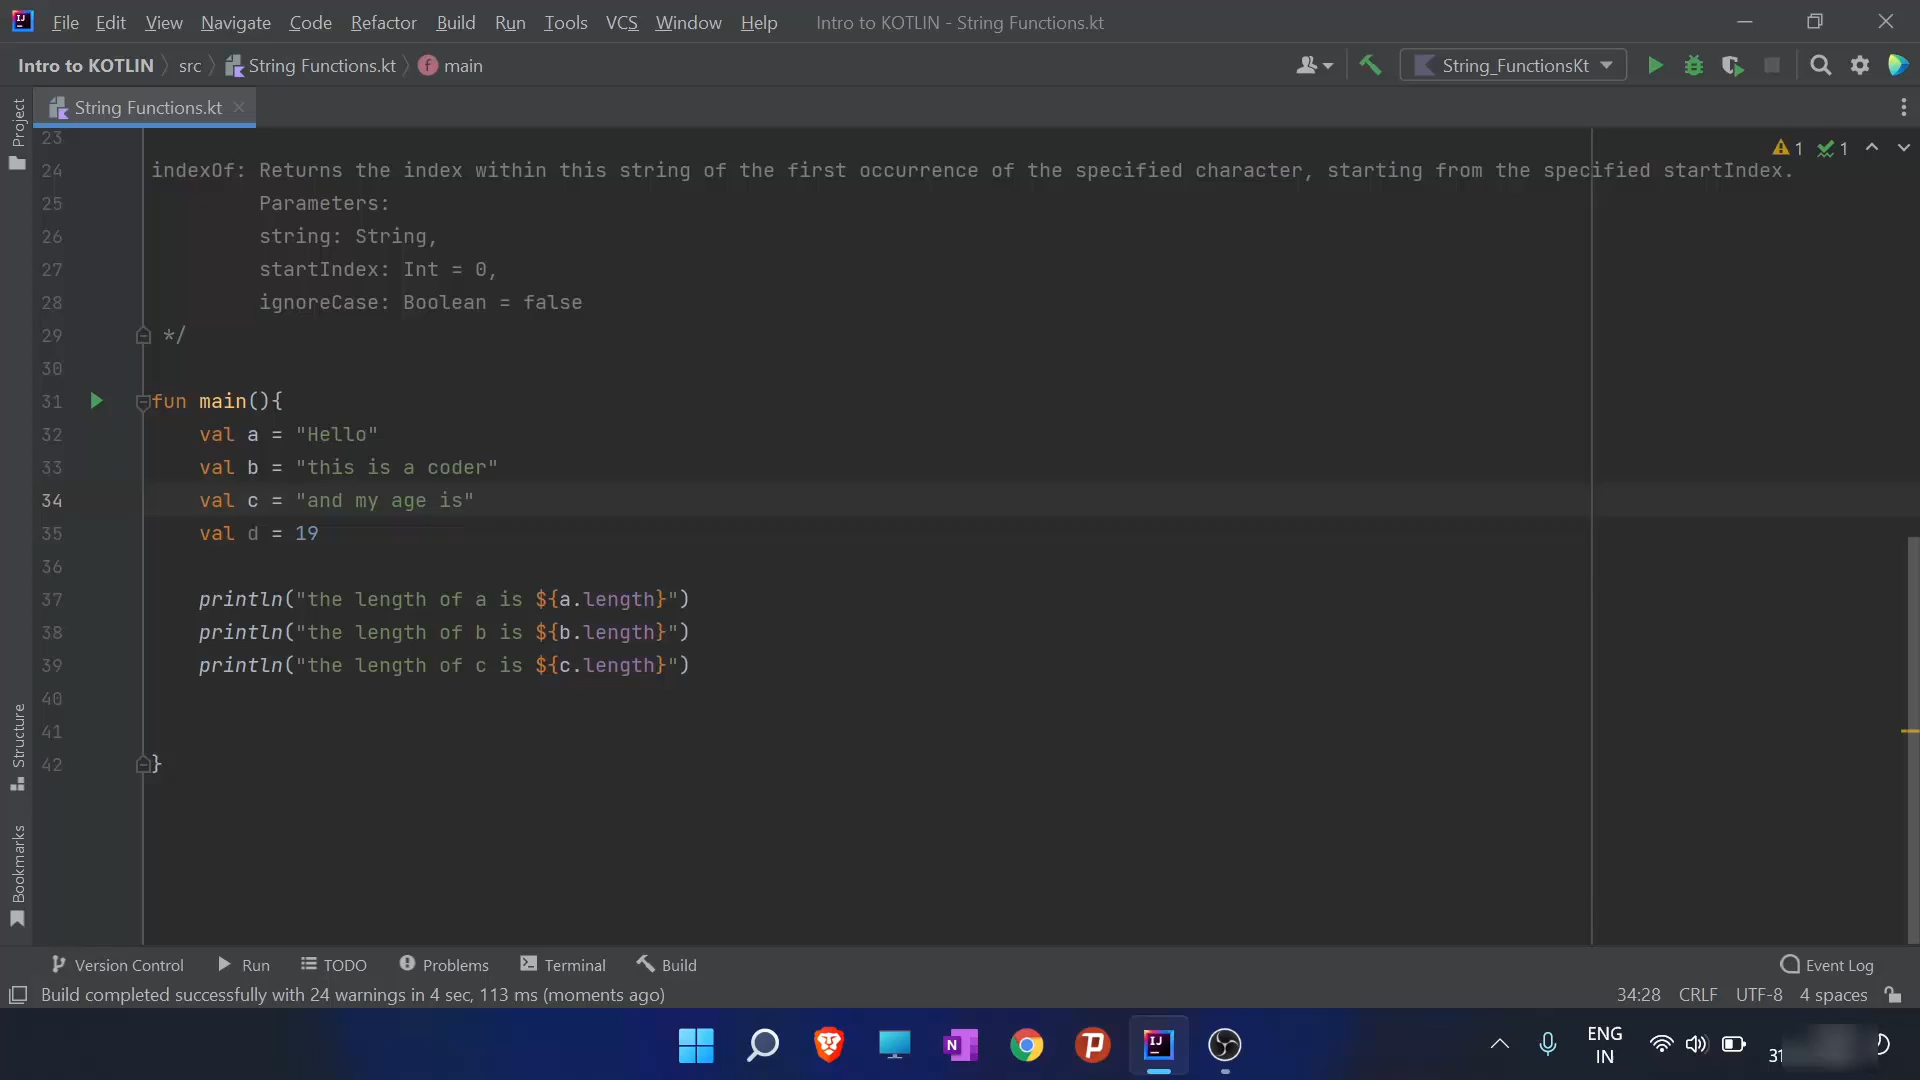 File Edit View Navigate Code Refactor Build Run Tools VCS Window Help Intro to KOTLIN - String Functions.kt
Intro to KOTLIN src String Functions.kt main String_FunctionsKt
Project
String Functions.kt
1 1
23
24 indexOf: Returns the index within this string of the first occurrence of the specified character, starting from the specified startIndex.
25 Parameters:
26 string: String,
27 startIndex: Int = 0,
28 ignoreCase: Boolean = false
29 */
30
31 fun main(){
32 val a = "Hello"
33 val b = "this is a coder"
34 val c = "and my age is"
35 val d = 19
36
37 println("the length of a is ${a.length}")
38 println("the length of b is ${b.length}")
39 println("the length of c is ${c.length}")
40
41
42 }
Structure
Bookmarks
Version Control Run TODO Problems Terminal Build Event Log
Build completed successfully with 24 warnings in 4 sec, 113 ms (moments ago) 34:28 CRLF UTF-8 4 spaces
ENG
IN
31